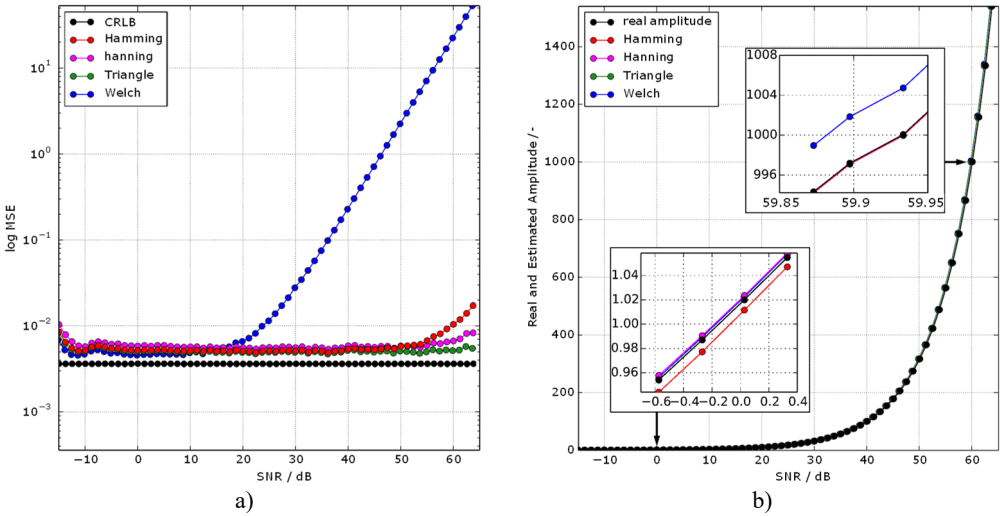 CRLB
Hamming
hanning
Triangle
Welch
10¹
10⁰
10⁻¹
10⁻²
10⁻³
log MSE
−10 0 10 20 30 40 50 60
SNR / dB
a)
real amplitude
Hamming
Hanning
Triangle
Welch
1400
1200
1000
800
600
400
200
0
Real and Estimated Amplitude /-
1008
1004
1000
996
59.85 59.9 59.95
1.04
1.02
1.00
0.98
0.96
−0.6 −0.4 −0.2 0.0 0.2 0.4
−10 0 10 20 30 40 50 60
SNR / dB
b)